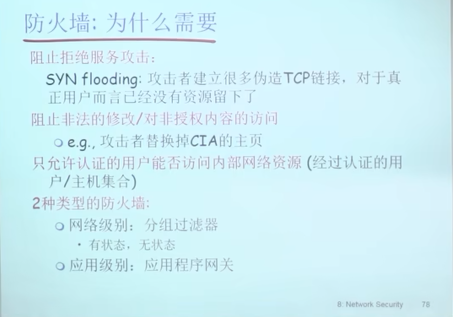 防火墙: 为什么需要
阻止拒绝服务攻击:
SYN flooding: 攻击者建立很多伪造TCP链接，对于真
正用户而言已经没有资源留下了
阻止非法的修改/对非授权内容的访问
e.g., 攻击者替换掉CIA的主页
只允许认证的用户能否访问内部网络资源 (经过认证的用
户/主机集合)
2种类型的防火墙:
网络级别：分组过滤器
• 有状态，无状态
应用级别：应用程序网关
8: Network Security 78